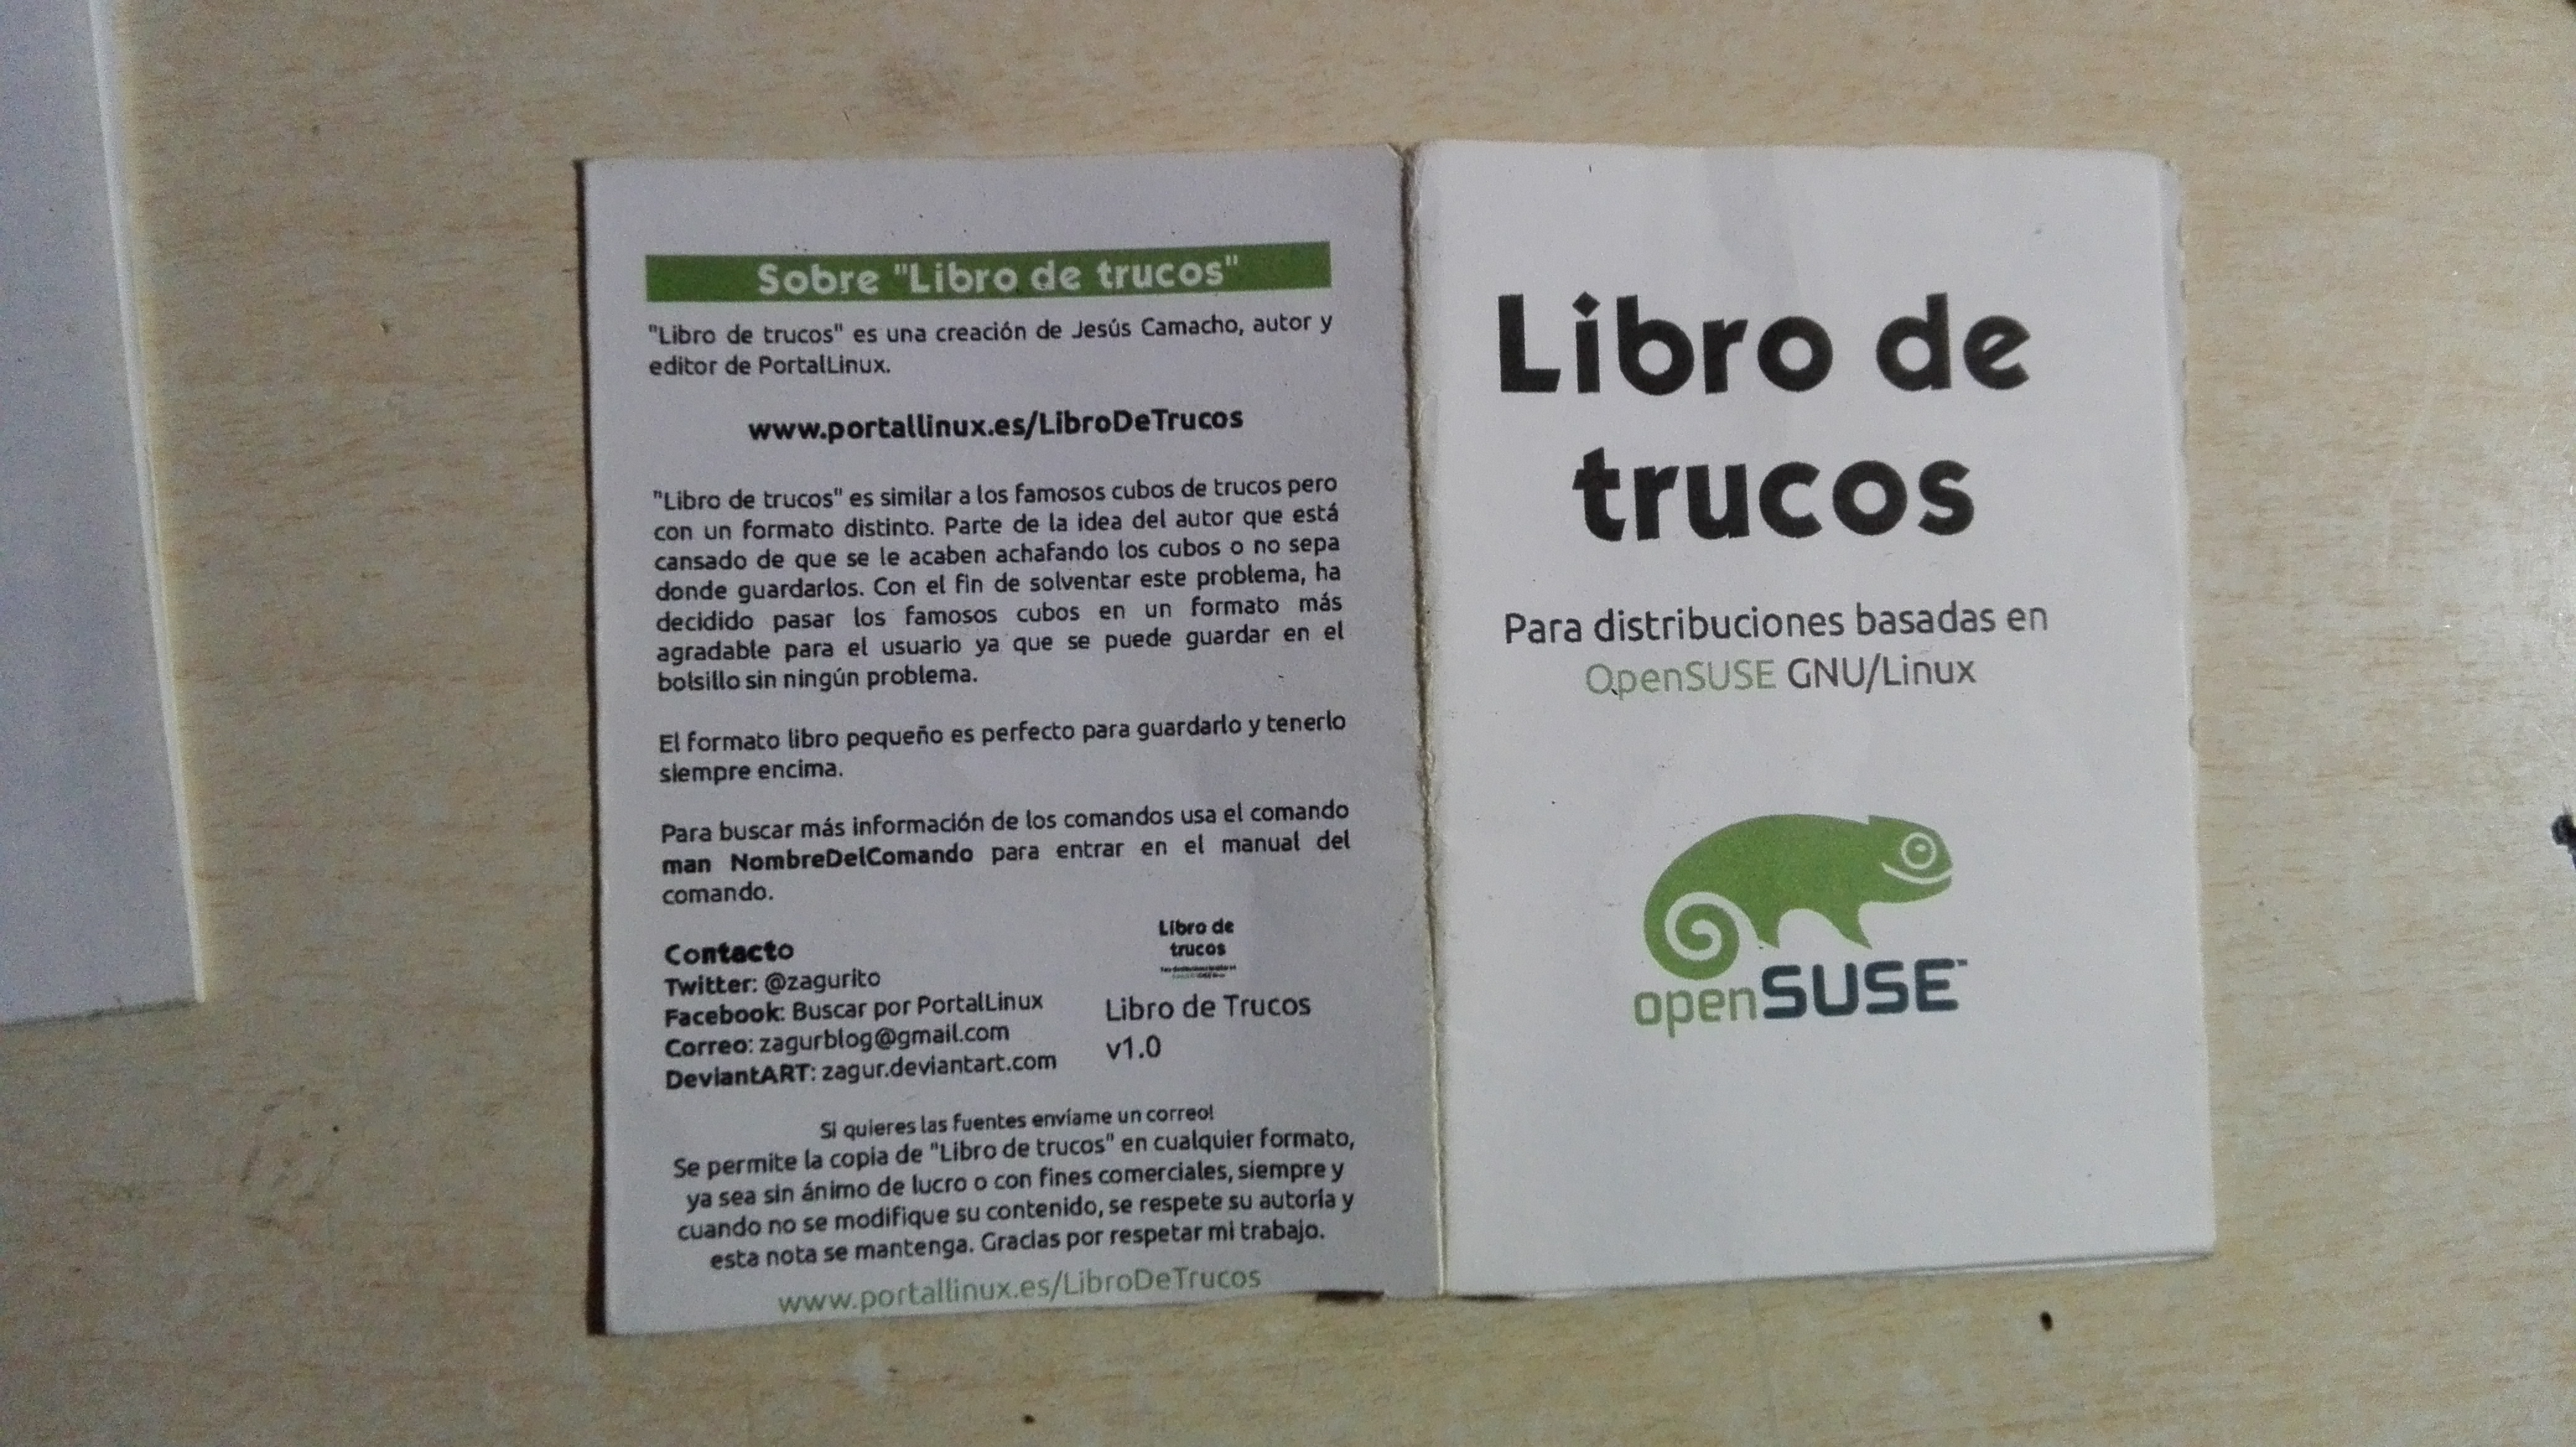 Sobre "Libro de trucos"
"Libro de trucos" es una creación de Jesús Camacho, autor y
editor de PortalLinux.
www.portallinux.es/LibroDeTrucos
"Libro de trucos" es similar a los famosos cubos de trucos pero
con un formato distinto. Parte de la idea del autor que está
cansado de que se le acaben achafando los cubos o no sepa
donde guardarlos. Con el fin de solventar este problema, ha
decidido pasar los famosos cubos en un formato más
agradable para el usuario ya que se puede guardar en el
bolsillo sin ningún problema.
El formato libro pequeño es perfecto para guardarlo y tenerlo
siempre encima.
Para buscar más información de los comandos usa el comando
man NombreDelComando para entrar en el manual del
comando.
Contacto
Twitter: @zagurito
Facebook: Buscar por PortalLinux
Correo: zagurblog@gmail.com
DeviantART: zagur.deviantart.com
Libro de
trucos
Libro de Trucos
v1.0
Si quieres las fuentes envíame un correo!
Se permite la copia de "Libro de trucos" en cualquier formato,
ya sea sin ánimo de lucro o con fines comerciales, siempre y
cuando no se modifique su contenido, se respete su autoría y
esta nota se mantenga. Gracias por respetar mi trabajo.
www.portallinux.es/LibroDeTrucos
Libro de
trucos
Para distribuciones basadas en
OpenSUSE GNU/Linux
openSUSE™